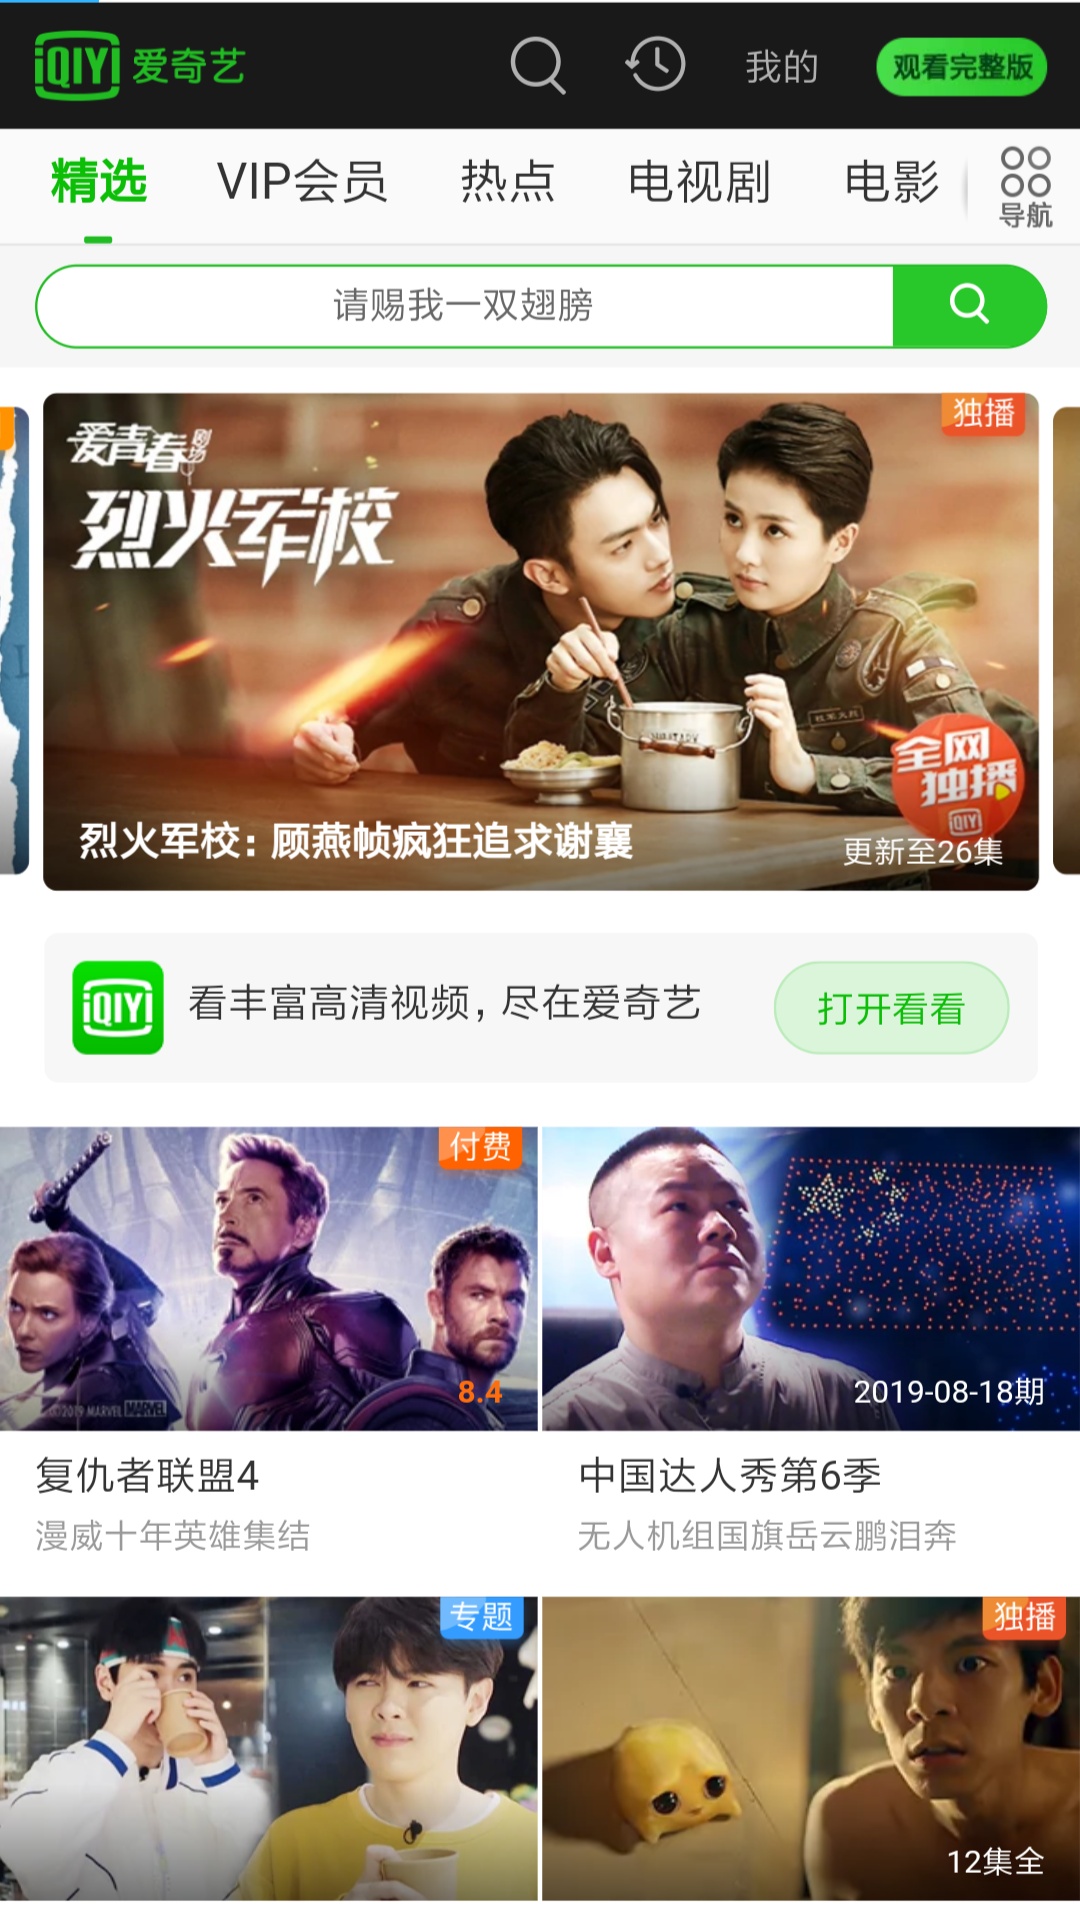 iQIYI 爱奇艺 我的 观看完整版
精选 VIP会员 热点 电视剧 电影 导航
请赐我一双翅膀
独播
爱青春剧场
烈火军校
MILITARY
全网
独播
iQIYI
烈火军校：顾燕帧疯狂追求谢襄
更新至26集
iQIYI 看丰富高清视频，尽在爱奇艺 打开看看
付费
8.4
©2019 MARVEL MARVEL
2019-08-18期
复仇者联盟4
漫威十年英雄集结
中国达人秀第6季
无人机组国旗岳云鹏泪奔
专题
独播
12集全